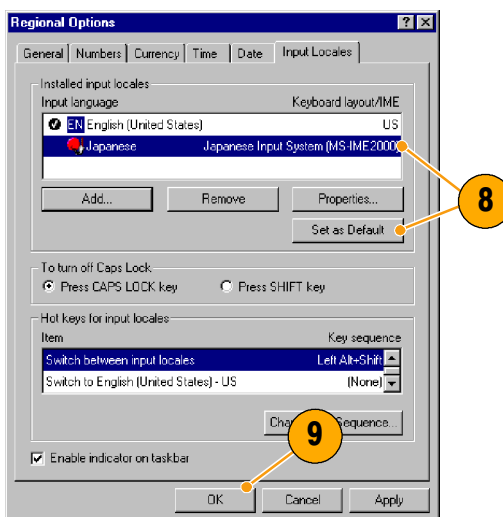 Regional Options
General Numbers Currency Time Date Input Locales
Installed input locales
Input language Keyboard layout/IME
EN English (United States) US
Japanese Japanese Input System (MS-IME2000)
Add... Remove Properties...
8
Set as Default
To turn off Caps Lock
Press CAPS LOCK key Press SHIFT key
Hot keys for input locales
Item Key sequence
Switch between input locales Left Alt+Shift
Switch to English (United States) - US (None)
Sequence...
9
Enable indicator on taskbar
OK Cancel Apply